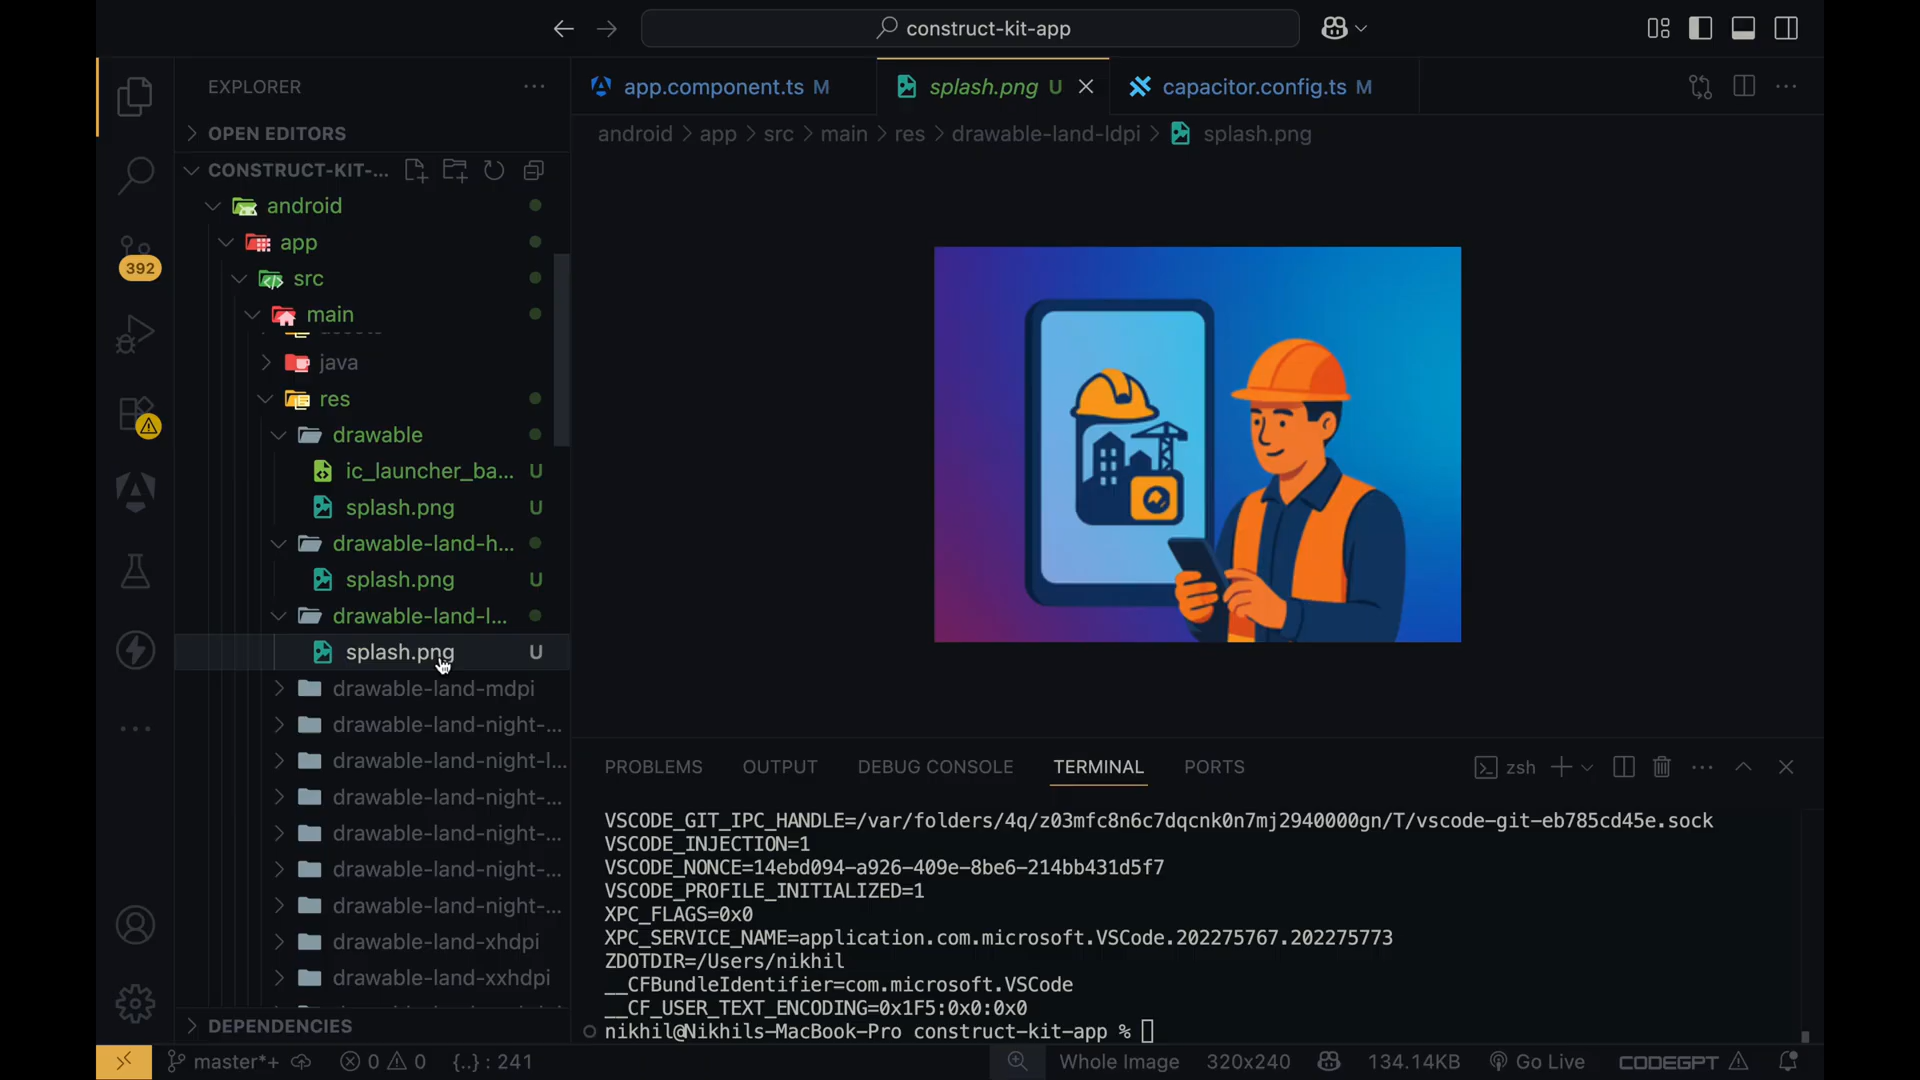 construct-kit-app
EXPLORER
app.component.ts M
splash.png U
capacitor.config.ts M
OPEN EDITORS
android > app > src > main > res > drawable-land-ldpi > splash.png
CONSTRUCT-KIT-...
android
app
392
src
main
java
res
drawable
ic_launcher_ba... U
splash.png U
drawable-land-h...
splash.png U
drawable-land-l...
splash.png U
drawable-land-mdpi
drawable-land-night-...
drawable-land-night-l...
drawable-land-night-...
drawable-land-night-...
drawable-land-night-...
drawable-land-night-...
drawable-land-xhdpi
drawable-land-xxhdpi
DEPENDENCIES
PROBLEMS OUTPUT DEBUG CONSOLE TERMINAL PORTS
zsh
VSCODE_GIT_IPC_HANDLE=/var/folders/4q/z03mfc8n6c7dqcnk0n7mj2940000gn/T/vscode-git-eb785cd45e.sock
VSCODE_INJECTION=1
VSCODE_NONCE=14ebd094-a926-409e-8be6-214bb431d5f7
VSCODE_PROFILE_INITIALIZED=1
XPC_FLAGS=0x0
XPC_SERVICE_NAME=application.com.microsoft.VSCode.202275767.202275773
ZDOTDIR=/Users/nikhil
__CFBundleIdentifier=com.microsoft.VSCode
__CF_USER_TEXT_ENCODING=0x1F5:0x0:0x0
nikhil@Nikhils-MacBook-Pro construct-kit-app %
master*+ 0 0 {..} : 241 Whole Image 320x240 134.14KB Go Live CODEGPT